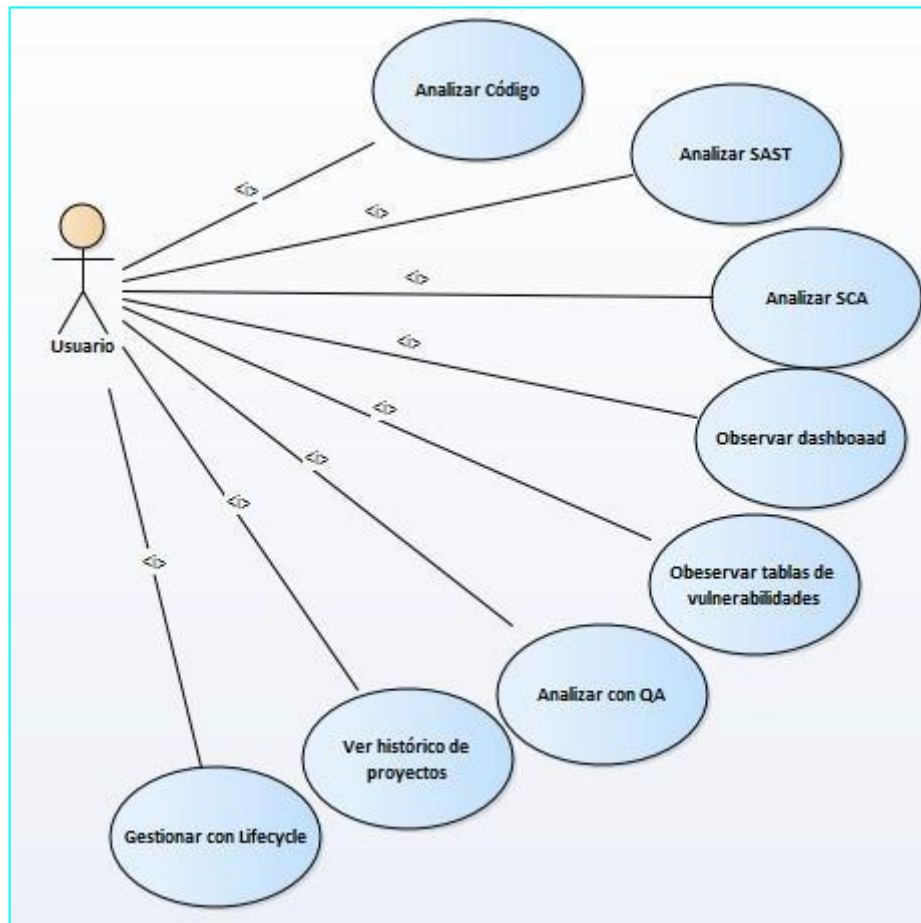 Analizar Código
Analizar SAST
Analizar SCA
Usuario
Observar dashboaad
Obeservar tablas de
vulnerabilidades
Analizar con QA
Ver histórico de
proyectos
Gestionar con Lifecycle